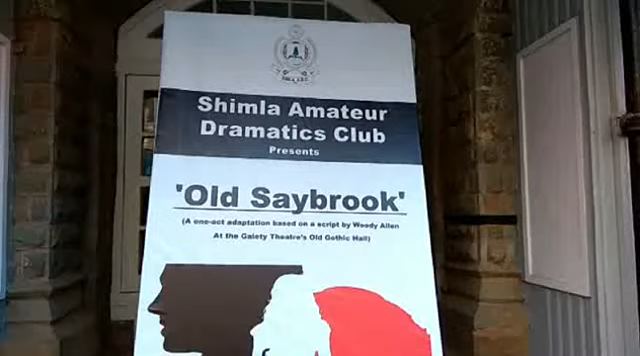 Shimla Amateur
Dramatics Club
Presents
'Old Saybrook'
(A one-act adaptation based on a script by Woody Allen
At the Gaiety Theatre's Old Gothic Hall)